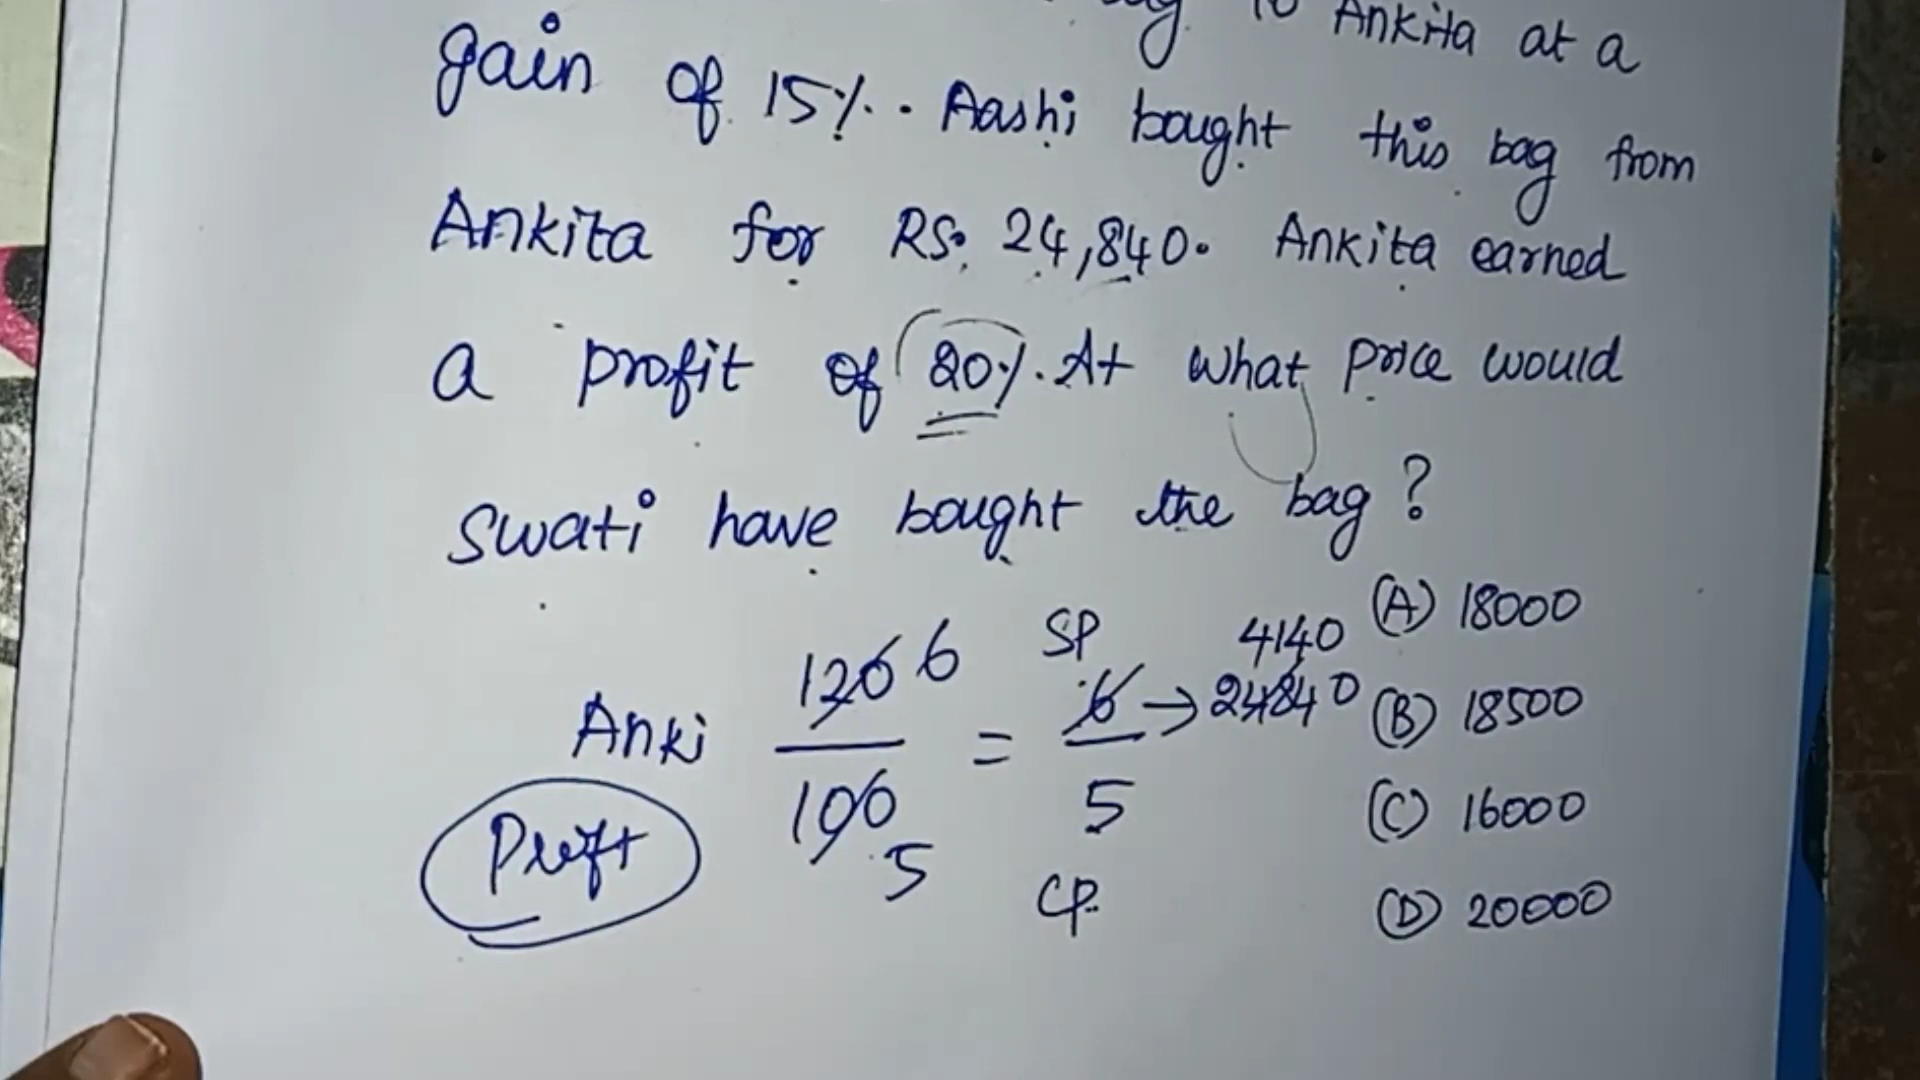 to Ankita at a
gain of 15%. Aashi bought this bag from
Ankita for RS. 24,840. Ankita earned
a profit of 20%. At what price would
Swati have bought the bag?
(A) 18000
(B) 18500
(C) 16000
(D) 20000
Anki 120 6 = SP 6 → 24840 4140
100 5 5 CP
Profit